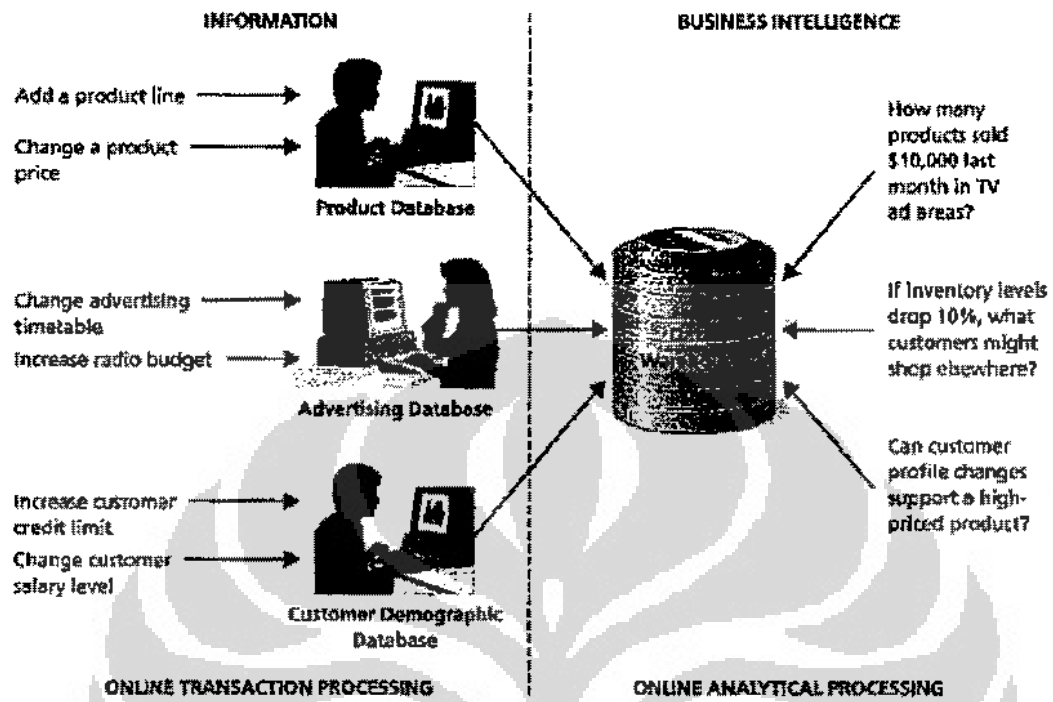 INFORMATION
BUSINESS INTELLIGENCE
Add a product line
Change a product
price
Product Database
Change advertising
timetable
Increase radio budget
Advertising Database
Increase customer
credit limit
Change customer
salary level
Customer Demographic
Database
How many
products sold
$10,000 last
month in TV
ad areas?
If inventory levels
drop 10%, what
customers might
shop elsewhere?
Can customer
profile changes
support a high-
priced product?
ONLINE TRANSACTION PROCESSING
ONLINE ANALYTICAL PROCESSING